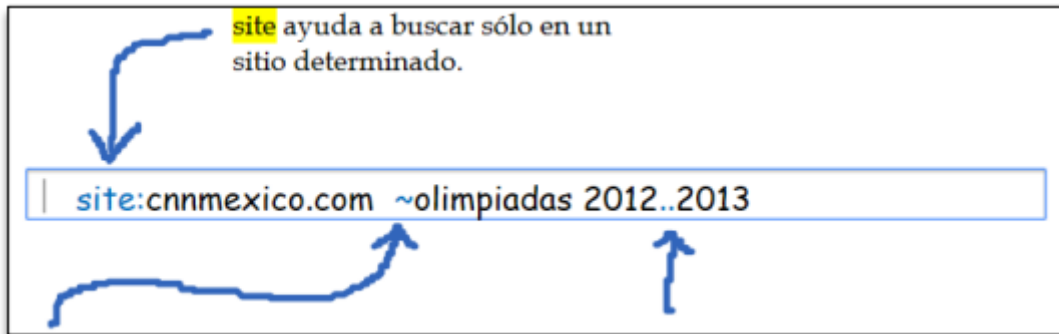 site ayuda a buscar sólo en un
sitio determinado.
site:cnnmexico.com ~olimpiadas 2012..2013